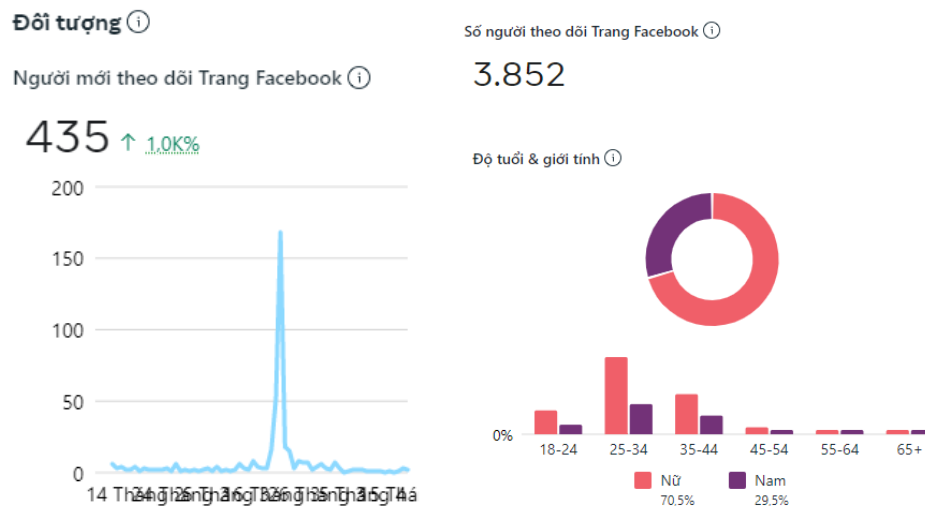 Đối tượng
Người mới theo dõi Trang Facebook
435 ↑ 1,0K%
200
150
100
50
0
14 Thá
Số người theo dõi Trang Facebook
3.852
Độ tuổi & giới tính
0%
18-24 25-34 35-44 45-54 55-64 65+
Nữ Nam
70,5% 29,5%